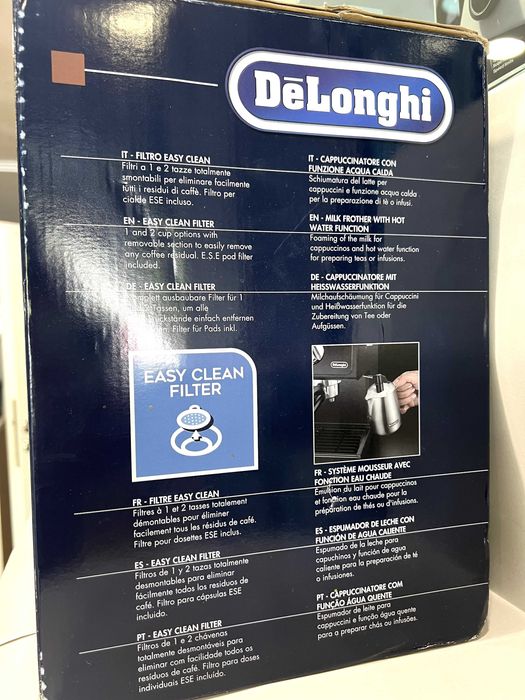 DēLonghi
IT - FILTRO EASY CLEAN
Filtri a 1 e 2 tazze totalmente
smontabili per eliminare facilmente
tutti i residui di caffè. Filtro per
cialde ESE incluso.
EN - EASY CLEAN FILTER
1 and 2 cup options with
removable section to easily remove
any coffee residual. E.S.E pod filter
included.
DE - EASY CLEAN FILTER
ausbaubare Filter für 1
Tassen, um alle
einfach entfernen
Filter für Pads inkl.
EASY CLEAN
FILTER
FR - FILTRE EASY CLEAN
Filtres à 1 et 2 tasses totalement
démontables pour éliminer
facilement tous les résidus de café.
Filtre pour dosettes ESE inclus.
ES - EASY CLEAN FILTER
Filtros de 1 y 2 tazas totalmente
desmontables para eliminar
fácilmente todos los residuos de
café. Filtro para cápsulas ESE
incluido.
PT - EASY CLEAN FILTER
Filtros de 1 e 2 chávenas
totalmente desmontáveis para
eliminar com facilidade todos os
resíduos de café. Filtro para doses
individuais ESE incluído.
IT - CAPPUCCINATORE CON
FUNZIONE ACQUA CALDA
Schiumatura del latte per
cappuccini e funzione acqua calda
per la preparazione di tè o infusi.
EN - MILK FROTHER WITH HOT
WATER FUNCTION
Foaming of the milk for
cappuccinos and hot water function
for preparing teas or infusions.
DE - CAPPUCCINATORE MIT
HEISSWASSERFUNKTION
Milchaufschäumung für Cappuccini
und Heißwasserfunktion für die
Zubereitung von Tee oder
Aufgüssen.
DēLonghi
FR - SYSTÈME MOUSSEUR AVEC
FONCTION EAU CHAUDE
Emulsion du lait pour cappuccinos
et fonction eau chaude pour la
préparation de thés ou d'infusions.
ES - ESPUMADOR DE LECHE CON
FUNCIÓN DE AGUA CALIENTE
Espumado de la leche para
capuchinos y función de agua
caliente para la preparación de té
o infusiones.
PT - CAPPUCCINATORE COM
FUNÇÃO ÁGUA QUENTE
Espumador de leite para
cappuccini e função água quente
para a preparar chás ou infusões.